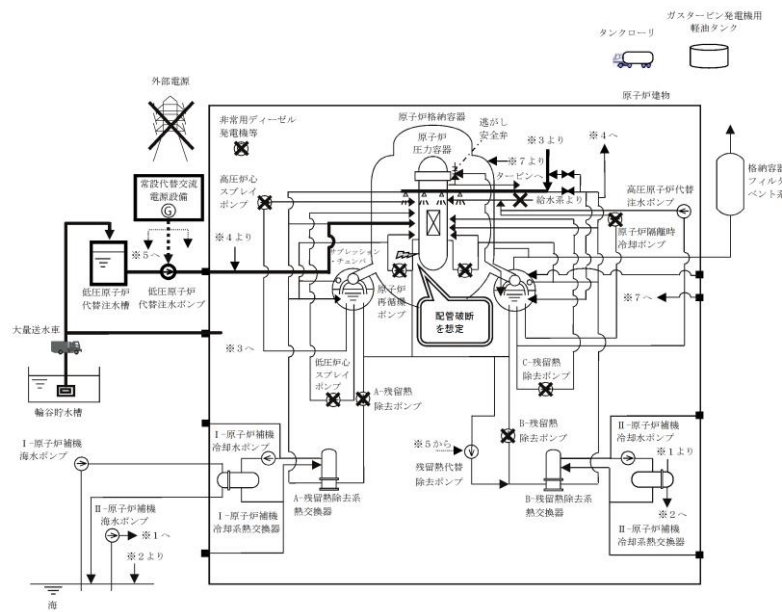 ガスタービン発電機用
軽油タンク
タンクローリ
外部電源
原子炉建物
非常用ディーゼル
発電機等
原子炉格納容器
逃がし
安全弁
原子炉
圧力容器
※3より
※4へ
※7より
タービンへ
格納容器
フィルタ
ベント系
常設代替交流
電源設備
G
高圧炉心
スプレイ
ポンプ
給水系より
高圧原子炉代替
注水ポンプ
原子炉隔離時
冷却ポンプ
※5へ
※4より
サプレッション
・チェンバ
低圧原子炉
代替注水槽
低圧原子炉
代替注水ポンプ
原子炉
再循環
ポンプ
配管破断
を想定
※7へ
大量送水車
※3へ
輪谷貯水槽
低圧炉心
スプレイ
ポンプ
A-残留熱
除去ポンプ
C-残留熱
除去ポンプ
B-残留熱
除去ポンプ
※5から
残留熱代替
除去ポンプ
Ⅰ-原子炉補機
海水ポンプ
Ⅰ-原子炉補機
冷却水ポンプ
Ⅱ-原子炉補機
冷却水ポンプ
※1より
※2へ
A-残留熱除去系
熱交換器
B-残留熱除去系
熱交換器
Ⅱ-原子炉補機
海水ポンプ
※1へ
※2より
Ⅰ-原子炉補機
冷却系熱交換器
Ⅱ-原子炉補機
冷却系熱交換器
海